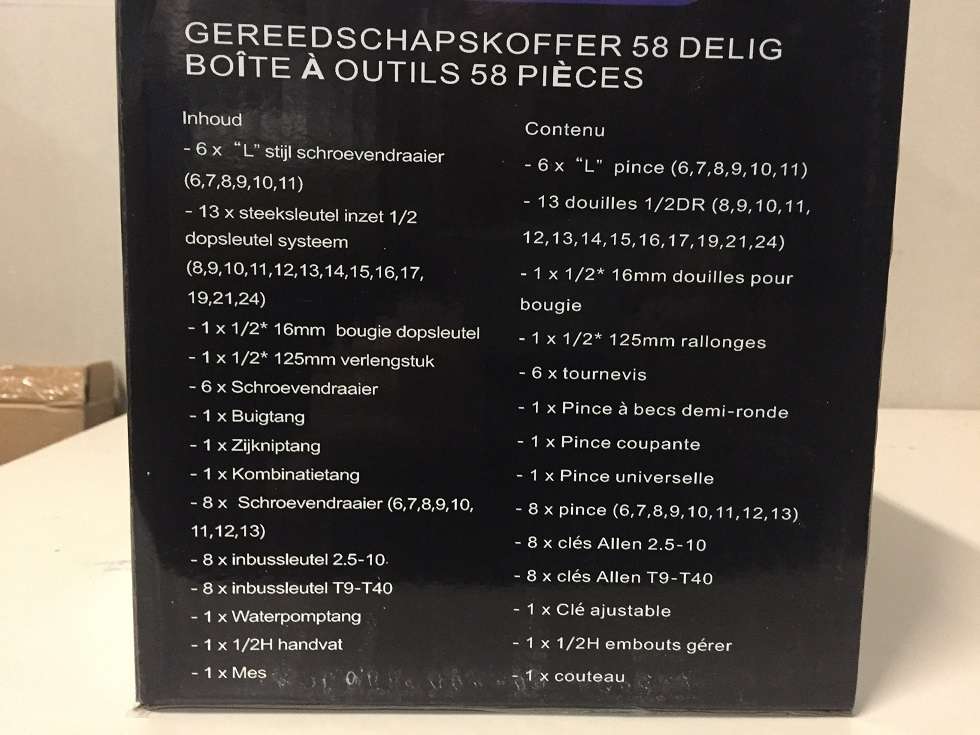 GEREEDSCHAPSKOFFER 58 DELIG
BOÎTE À OUTILS 58 PIÈCES
Inhoud
- 6 x “L” stijl schroevendraaier
(6,7,8,9,10,11)
- 13 x steeksleutel inzet 1/2
dopsleutel systeem
(8,9,10,11,12,13,14,15,16,17,
19,21,24)
- 1 x 1/2* 16mm bougie dopsleutel
- 1 x 1/2* 125mm verlengstuk
- 6 x Schroevendraaier
- 1 x Buigtang
- 1 x Zijkniptang
- 1 x Kombinatietang
- 8 x Schroevendraaier (6,7,8,9,10,
11,12,13)
- 8 x inbussleutel 2.5-10
- 8 x inbussleutel T9-T40
- 1 x Waterpomptang
- 1 x 1/2H handvat
- 1 x Mes
Contenu
- 6 x “L” pince (6,7,8,9,10,11)
- 13 douilles 1/2DR (8,9,10,11,
12,13,14,15,16,17,19,21,24)
- 1 x 1/2* 16mm douilles pour
bougie
- 1 x 1/2* 125mm rallonges
- 6 x tournevis
- 1 x Pince à becs demi-ronde
- 1 x Pince coupante
- 1 x Pince universelle
- 8 x pince (6,7,8,9,10,11,12,13)
- 8 x clés Allen 2.5-10
- 8 x clés Allen T9-T40
- 1 x Clé ajustable
- 1 x 1/2H embouts gérer
- 1 x couteau